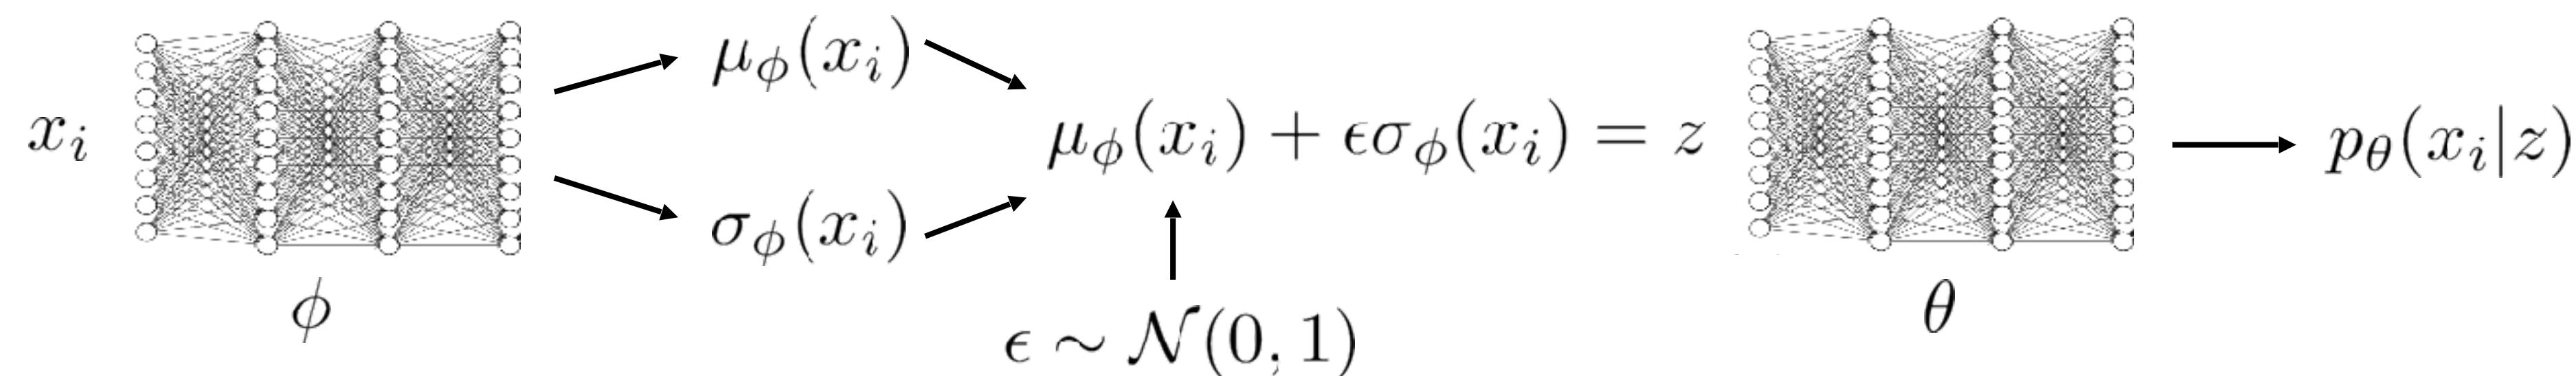 x_i
ϕ
μ_ϕ(x_i)
σ_ϕ(x_i)
μ_ϕ(x_i) + ϵσ_ϕ(x_i) = z
ϵ ∼ 𝒩(0, 1)
θ
p_θ(x_i|z)